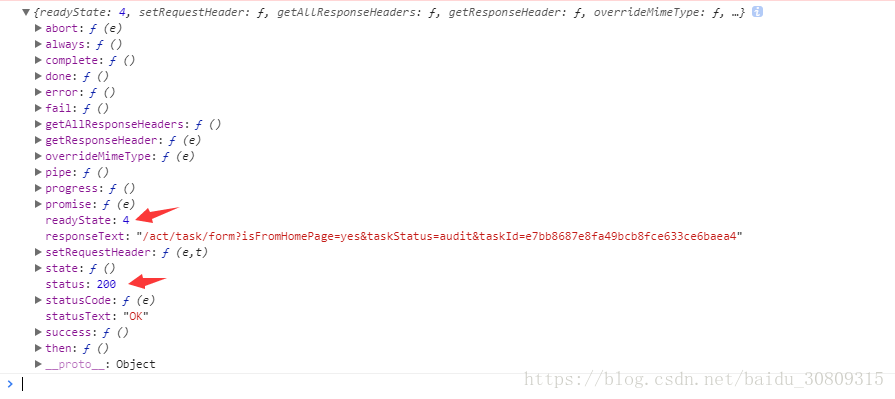 ▼{readyState: 4, setRequestHeader: ƒ, getAllResponseHeaders: ƒ, getResponseHeader: ƒ, overrideMimeType: ƒ, …} i
▶abort: ƒ (e)
▶always: ƒ ()
▶complete: ƒ ()
▶done: ƒ ()
▶error: ƒ ()
▶fail: ƒ ()
▶getAllResponseHeaders: ƒ ()
▶getResponseHeader: ƒ (e)
▶overrideMimeType: ƒ (e)
▶pipe: ƒ ()
▶progress: ƒ ()
▶promise: ƒ (e)
readyState: 4
responseText: "/act/task/form?isFromHomePage=yes&taskStatus=audit&taskId=e7bb8687e8fa49bcb8fce633ce6baea4"
▶setRequestHeader: ƒ (e,t)
▶state: ƒ ()
status: 200
▶statusCode: ƒ (e)
statusText: "OK"
▶success: ƒ ()
▶then: ƒ ()
▶__proto__: Object
>
https://blog.csdn.net/baidu_30809315